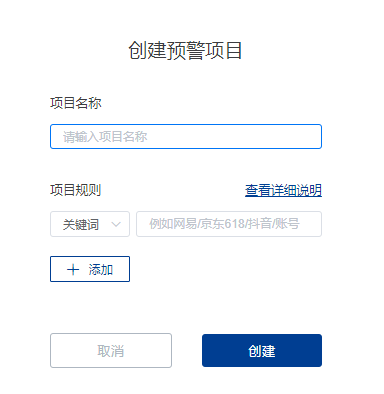 创建预警项目
项目名称
请输入项目名称
项目规则 查看详细说明
关键词 例如网易/京东618/抖音/账号
添加
取消 创建